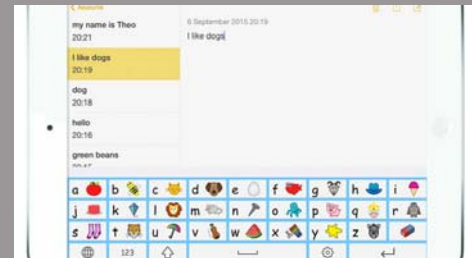 Accounts
my name is Theo
20:21
I like dogs
20:19
dog
20:18
hello
20:16
green beans
6 September 2015 20:19
I like dogs
a b c d e f g h i
j k l m n o p q r
s t u v w x y z
123